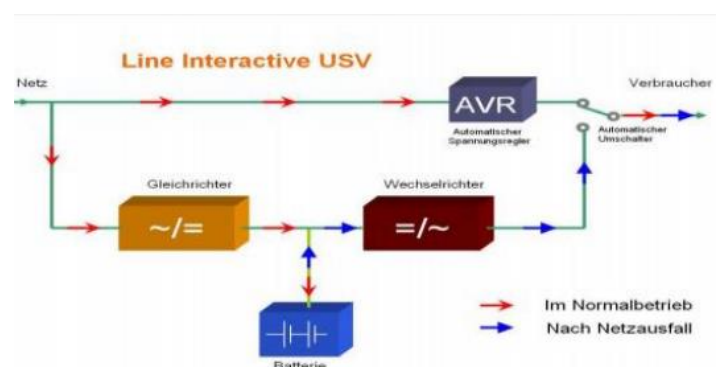 Line Interactive USV
Netz
Verbraucher
AVR
Automatischer
Spannungsregler
Automatischer
Umschalter
Gleichrichter
Wechselrichter
~/=
=/~
Im Normalbetrieb
Nach Netzausfall
Batterie